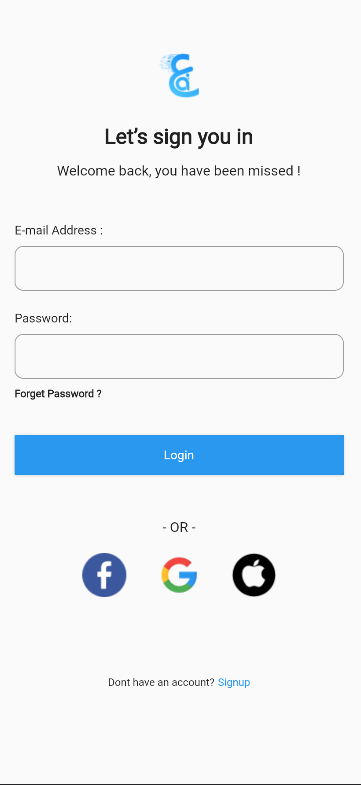 Let's sign you in
Welcome back, you have been missed !
E-mail Address :
Password:
Forget Password ?
Login
- OR -
Dont have an account? Signup